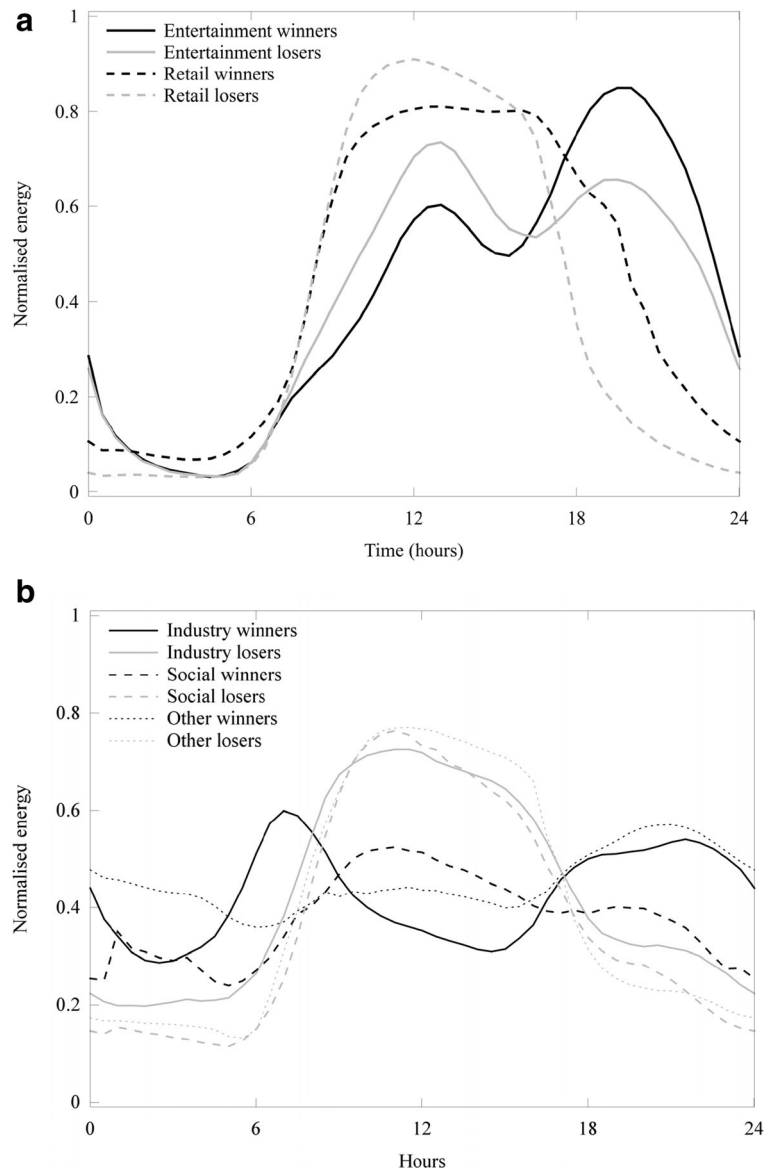 a
1
Entertainment winners
Entertainment losers
Retail winners
Retail losers
0.8
0.6
0.4
0.2
0
Normalised energy
0 6 12 18 24
Time (hours)
b
1
Industry winners
Industry losers
Social winners
Social losers
Other winners
Other losers
0.8
0.6
0.4
0.2
0
Normalised energy
0 6 12 18 24
Hours